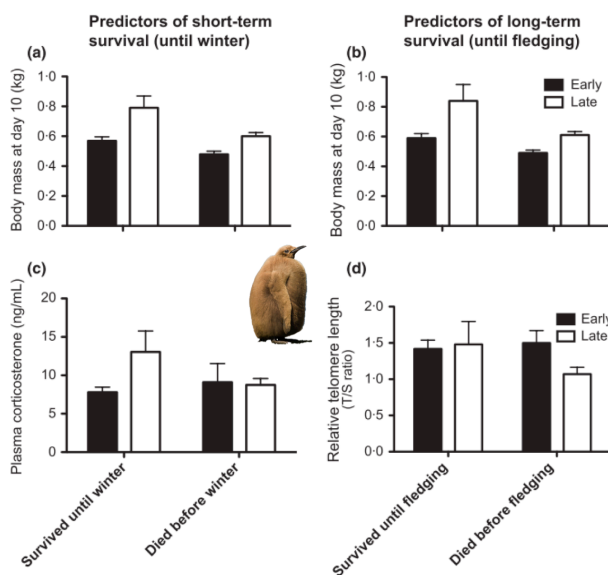 Predictors of short-term
survival (until winter)
Predictors of long-term
survival (until fledging)
(a)
Body mass at day 10 (kg)
1·0
0·8
0·6
0·4
0·2
0·0
(b)
Body mass at day 10 (kg)
1·0
0·8
0·6
0·4
0·2
0·0
Early
Late
(c)
Plasma corticosterone (ng/mL)
20
15
10
5
0
Survived until winter
Died before winter
(d)
Relative telomere length
(T/S ratio)
2·0
1·5
1·0
0·5
0·0
Early
Late
Survived until fledging
Died before fledging